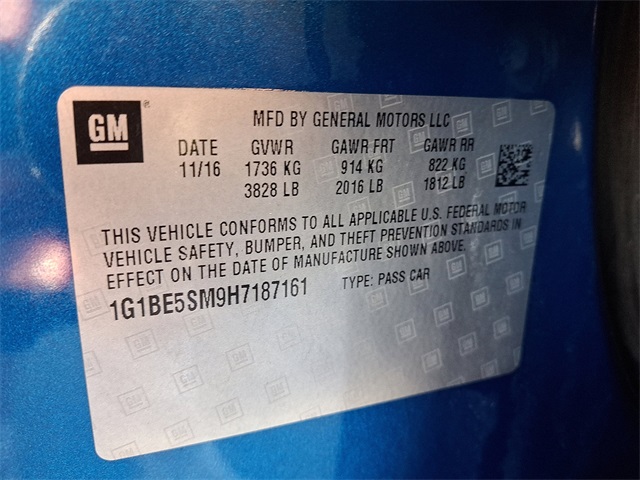 GM ®
MFD BY GENERAL MOTORS LLC
DATE GVWR GAWR FRT GAWR RR
11/16 1736 KG 914 KG 822 KG
3828 LB 2016 LB 1812 LB
THIS VEHICLE CONFORMS TO ALL APPLICABLE U.S. FEDERAL MOTOR
VEHICLE SAFETY, BUMPER, AND THEFT PREVENTION STANDARDS IN
EFFECT ON THE DATE OF MANUFACTURE SHOWN ABOVE.
1G1BE5SM9H7187161 TYPE: PASS CAR